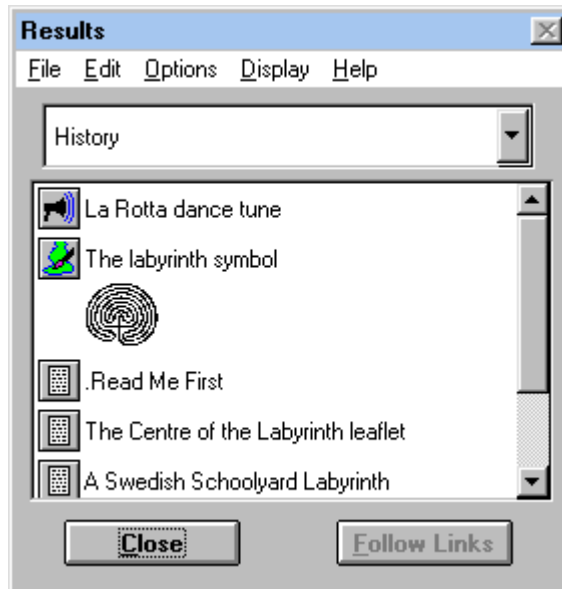 Results
File Edit Options Display Help
History
La Rotta dance tune
The labyrinth symbol
.Read Me First
The Centre of the Labyrinth leaflet
A Swedish Schoolyard Labyrinth
Close Follow Links